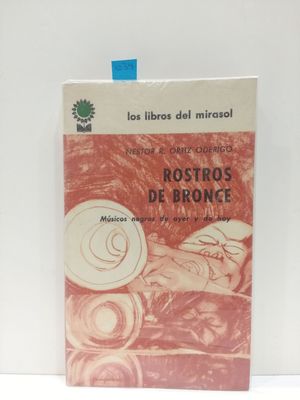 los libros del mirasol
NESTOR R. ORTIZ ODERIGO
ROSTROS
DE BRONCE
Músicos negros de ayer y de hoy